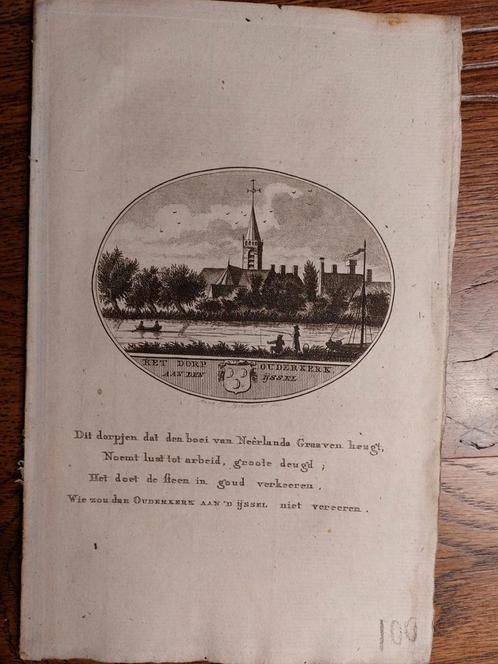 HET DORP OUDERKERK,
AAN DEN IJSSEL
Dit dorpjen dat den boei van Neêrlands Graaven heugt,
Noemt lust tot arbeid, groote deugd;
Het doet de steen in goud verkeeren.
Wie zou dan OUDERKERK AAN 'D IJSSEL niet vereeren.
100